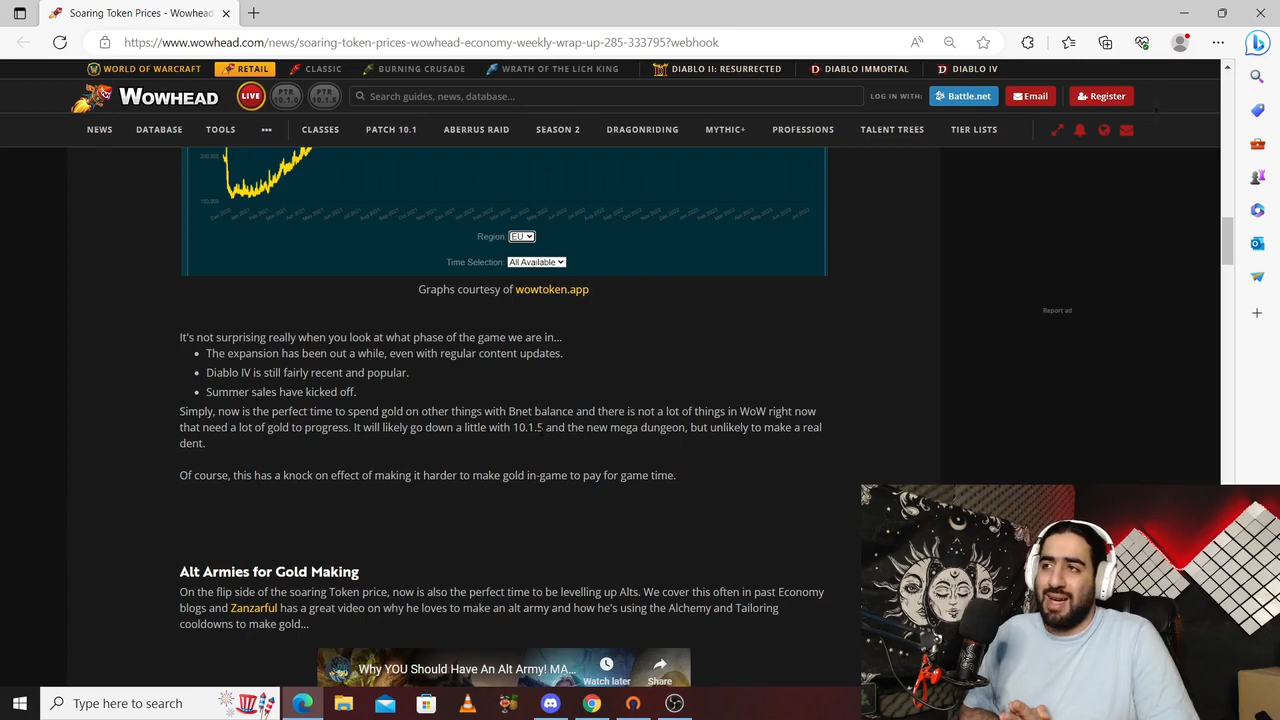 Soaring Token Prices - Wowhead
https://www.wowhead.com/news/soaring-token-prices-wowhead-economy-weekly-wrap-up-285-333795?webhook
WORLD OF WARCRAFT RETAIL CLASSIC BURNING CRUSADE WRATH OF THE LICH KING DIABLO II: RESURRECTED DIABLO IMMORTAL DIABLO IV
WOWHEAD LIVE PTR 10.1.0 PTR 10.1.5 Search guides, news, database... LOG IN WITH: Battle.net Email Register
NEWS DATABASE TOOLS ••• CLASSES PATCH 10.1 ABERRUS RAID SEASON 2 DRAGONRIDING MYTHIC+ PROFESSIONS TALENT TREES TIER LISTS
200,000
150,000
Region: EU
Time Selection: All Available
Graphs courtesy of wowtoken.app
Report ad
It's not surprising really when you look at what phase of the game we are in...
• The expansion has been out a while, even with regular content updates.
• Diablo IV is still fairly recent and popular.
• Summer sales have kicked off.
Simply, now is the perfect time to spend gold on other things with Bnet balance and there is not a lot of things in WoW right now
that need a lot of gold to progress. It will likely go down a little with 10.1.5 and the new mega dungeon, but unlikely to make a real
dent.
Of course, this has a knock on effect of making it harder to make gold in-game to pay for game time.
Alt Armies for Gold Making
On the flip side of the soaring Token price, now is also the perfect time to be levelling up Alts. We cover this often in past Economy
blogs and Zanzarful has a great video on why he loves to make an alt army and how he's using the Alchemy and Tailoring
cooldowns to make gold...
Why YOU Should Have An Alt Army! MA...
Watch later Share
Type here to search